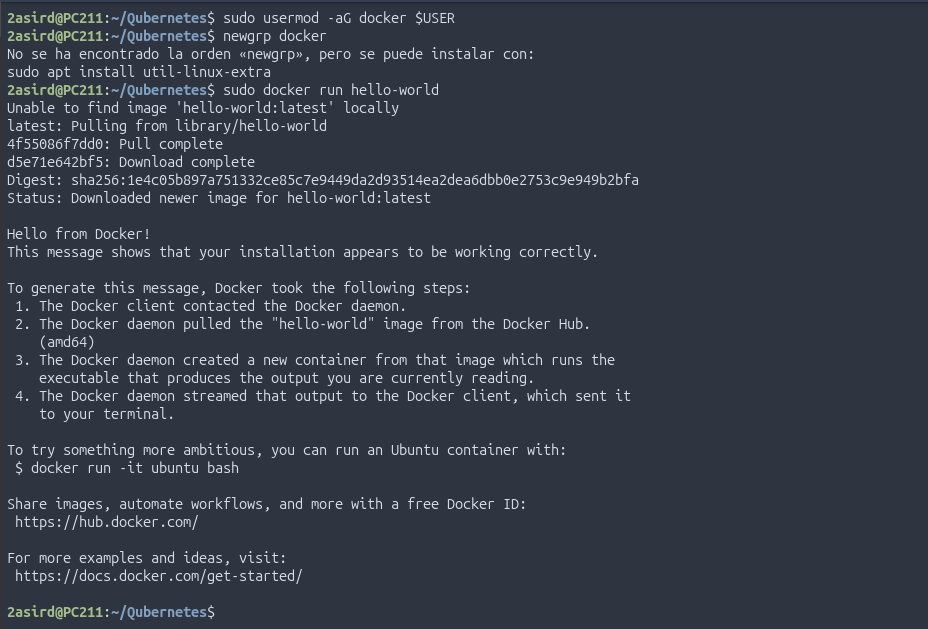 2asird@PC211:~/Qubernetes$ sudo usermod -aG docker $USER
2asird@PC211:~/Qubernetes$ newgrp docker
No se ha encontrado la orden «newgrp», pero se puede instalar con:
sudo apt install util-linux-extra
2asird@PC211:~/Qubernetes$ sudo docker run hello-world
Unable to find image 'hello-world:latest' locally
latest: Pulling from library/hello-world
4f55086f7dd0: Pull complete
d5e71e642bf5: Download complete
Digest: sha256:1e4c05b897a751332ce85c7e9449da2d93514ea2dea6dbb0e2753c9e949b2bfa
Status: Downloaded newer image for hello-world:latest

Hello from Docker!
This message shows that your installation appears to be working correctly.

To generate this message, Docker took the following steps:
 1. The Docker client contacted the Docker daemon.
 2. The Docker daemon pulled the "hello-world" image from the Docker Hub.
    (amd64)
 3. The Docker daemon created a new container from that image which runs the
    executable that produces the output you are currently reading.
 4. The Docker daemon streamed that output to the Docker client, which sent it
    to your terminal.

To try something more ambitious, you can run an Ubuntu container with:
 $ docker run -it ubuntu bash

Share images, automate workflows, and more with a free Docker ID:
 https://hub.docker.com/

For more examples and ideas, visit:
 https://docs.docker.com/get-started/

2asird@PC211:~/Qubernetes$